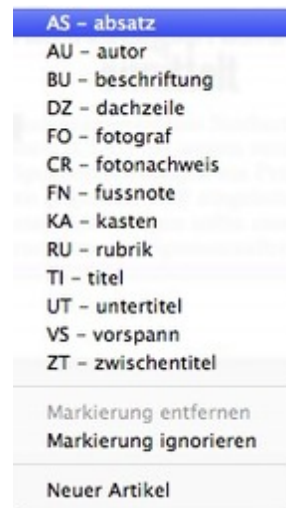 AS – absatz
AU – autor
BU – beschriftung
DZ – dachzeile
FO – fotograf
CR – fotonachweis
FN – fussnote
KA – kasten
RU – rubrik
TI – titel
UT – untertitel
VS – vorspann
ZT – zwischentitel
Markierung entfernen
Markierung ignorieren
Neuer Artikel